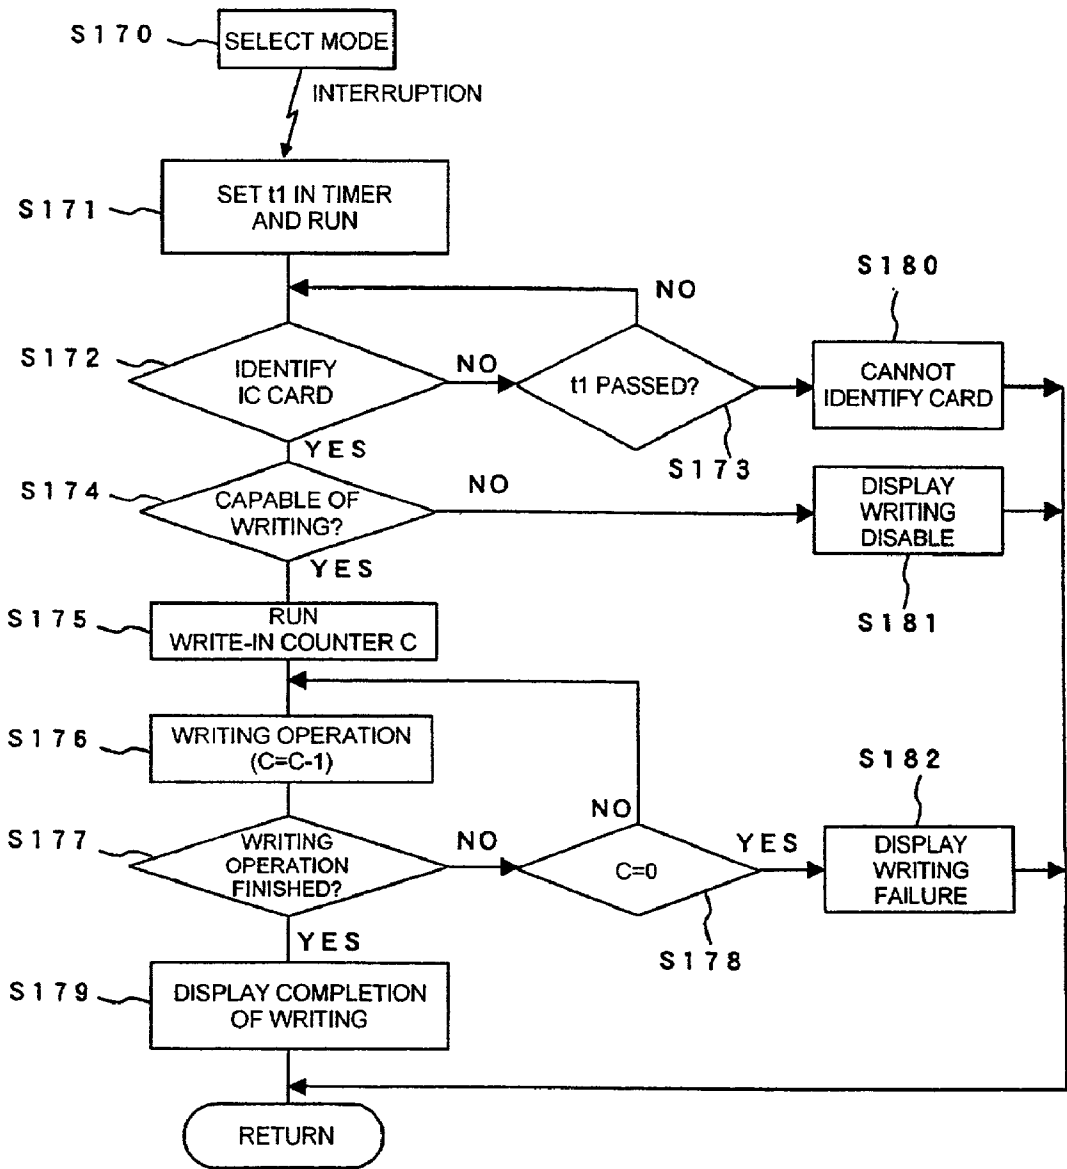 S170
SELECT MODE
INTERRUPTION
S171
SET t1 IN TIMER
AND RUN
S180
NO
S172
IDENTIFY
IC CARD
NO
t1 PASSED?
CANNOT
IDENTIFY CARD
YES
S173
S174
CAPABLE OF
WRITING?
NO
DISPLAY
WRITING
DISABLE
YES
S181
S175
RUN
WRITE-IN COUNTER C
S176
WRITING OPERATION
(C=C-1)
S182
NO
S177
WRITING
OPERATION
FINISHED?
NO
C=0
YES
DISPLAY
WRITING
FAILURE
YES
S178
S179
DISPLAY COMPLETION
OF WRITING
RETURN